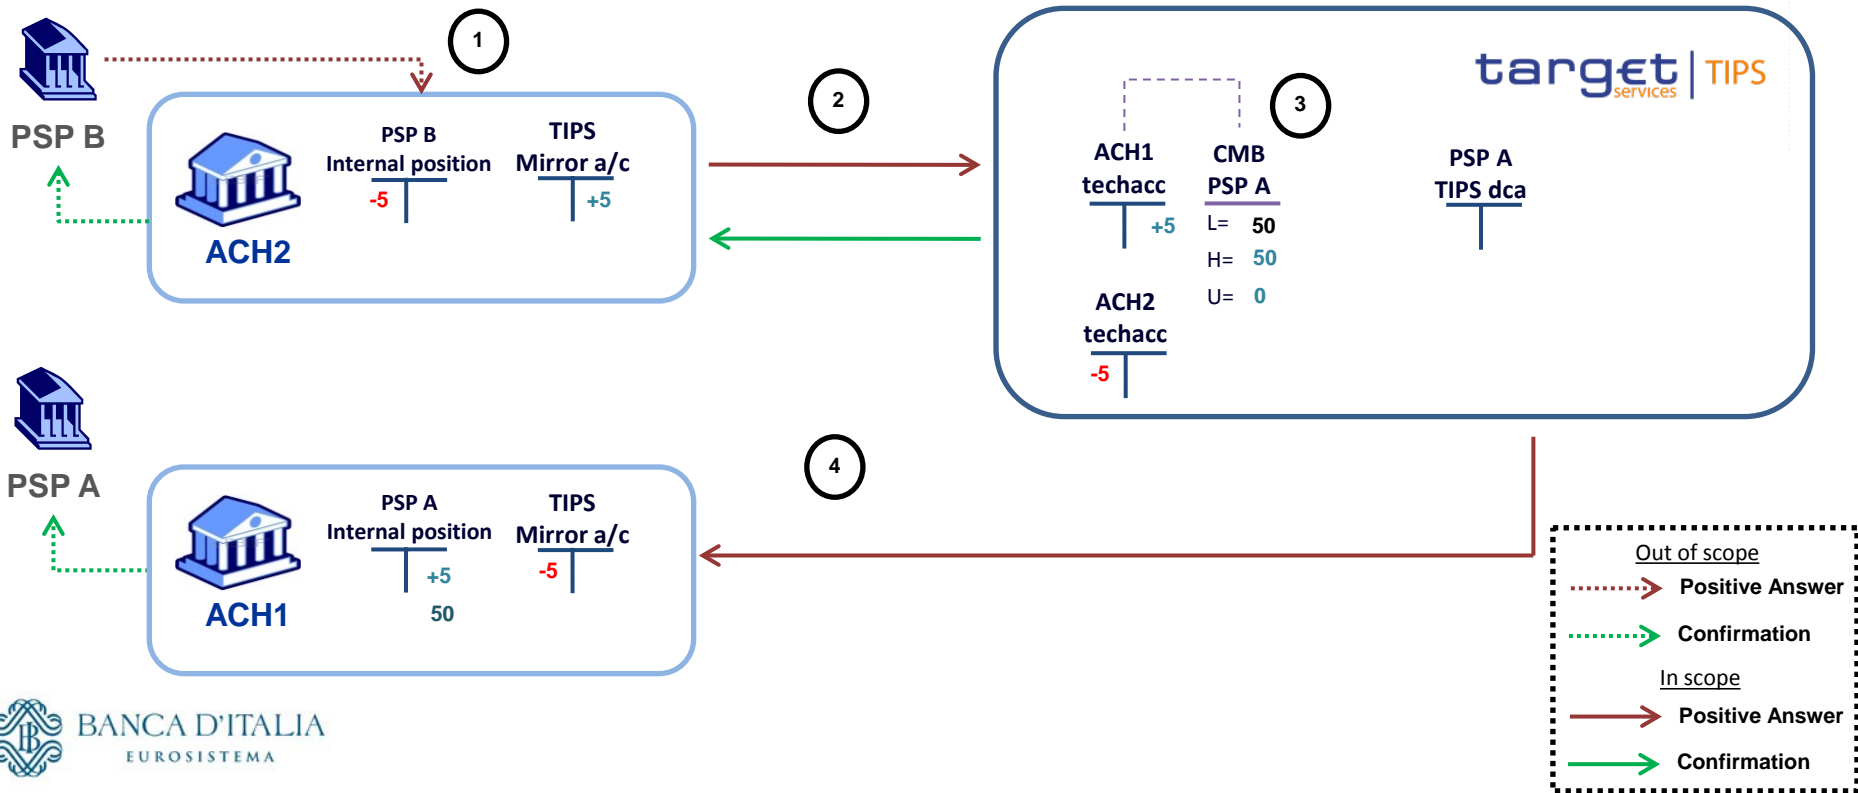 1
PSP B
PSP B
Internal position
-5
TIPS
Mirror a/c
+5
ACH2
2
target | TIPS
services
3
ACH1
techacc
+5
CMB
PSP A
L= 50
H= 50
U= 0
PSP A
TIPS dca
ACH2
techacc
-5
PSP A
PSP A
Internal position
+5
50
TIPS
Mirror a/c
-5
ACH1
4
Out of scope
Positive Answer
Confirmation
In scope
Positive Answer
Confirmation
BANCA D'ITALIA
EUROSISTEMA